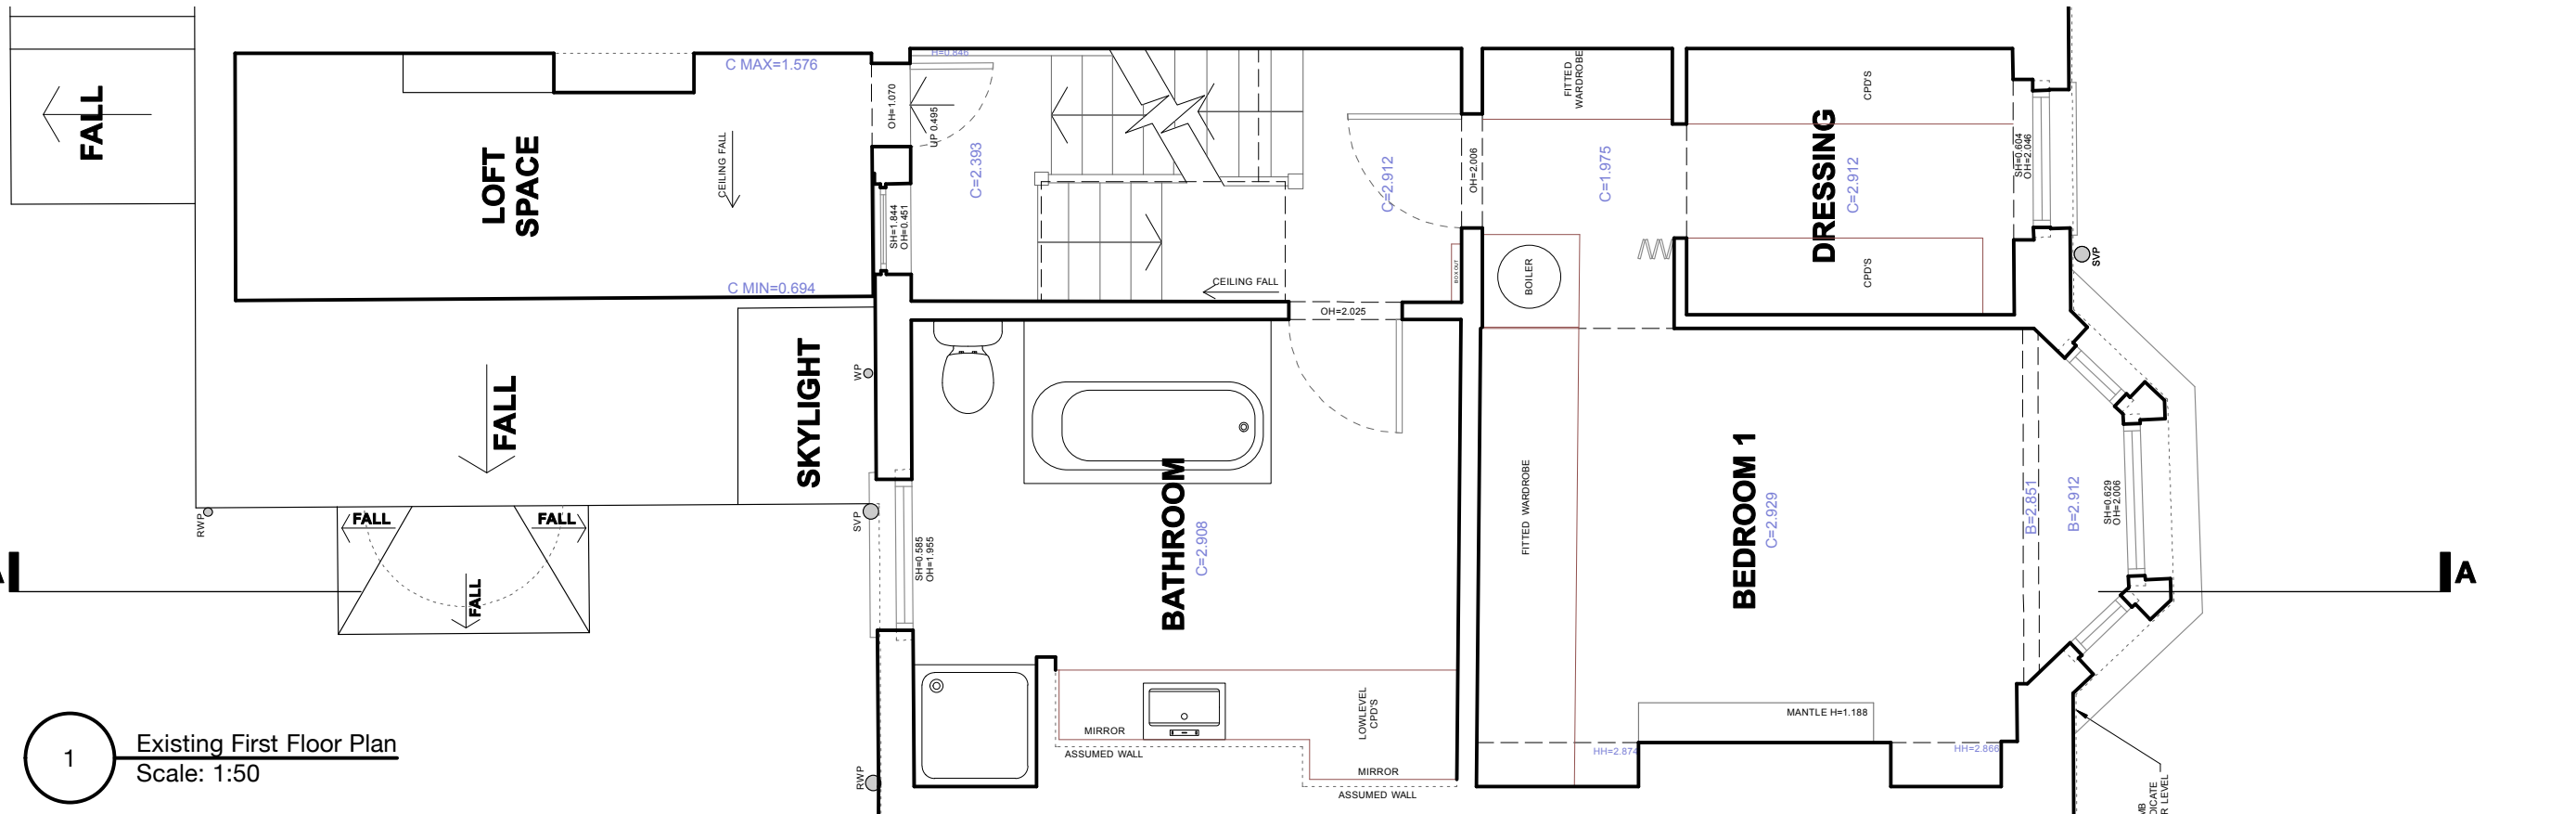 FALL
LOFT
SPACE
C MAX=1.576
CEILING FALL
C MIN=0.694
OH=1.070
UP 0.495
H=0.846
C=2.393
SH=1.844
OH=0.451
CEILING FALL
C=2.912
OH=2.006
BOX OUT
OH=2.025
FITTED
WARDROBE
C=1.975
BOILER
CPD'S
DRESSING
C=2.912
CPD'S
SH=0.604
OH=2.046
SVP
FALL
SKYLIGHT
WP
RWP
SVP
FALL
FALL
FALL
SH=0.585
OH=1.955
BATHROOM
C=2.908
FITTED WARDROBE
BEDROOM 1
C=2.929
B=2.851
B=2.912
SH=0.629
OH=2.006
A
MIRROR
ASSUMED WALL
LOWLEVEL
CPD'S
MIRROR
ASSUMED WALL
MANTLE H=1.188
HH=2.874
HH=2.866
RWP
1
Existing First Floor Plan
Scale: 1:50